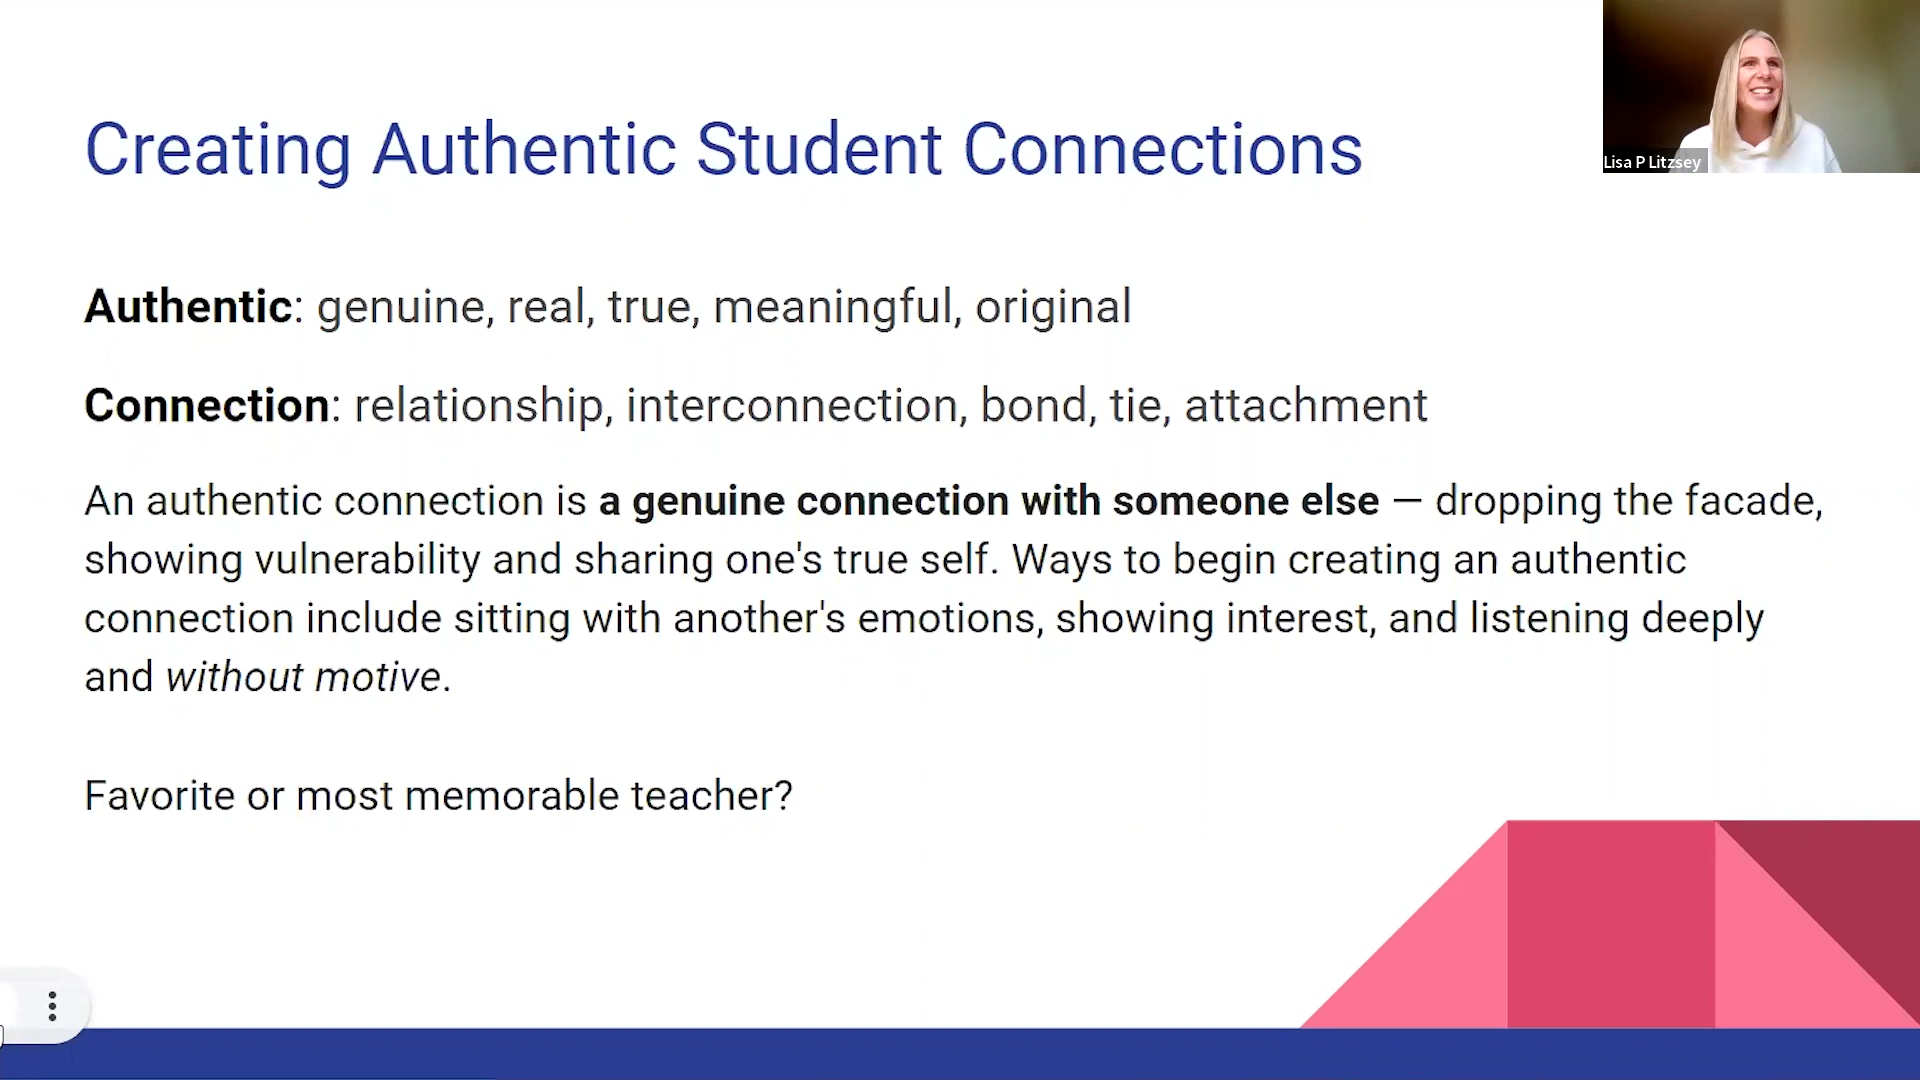 Creating Authentic Student Connections
Lisa P Litzsey
Authentic: genuine, real, true, meaningful, original
Connection: relationship, interconnection, bond, tie, attachment
An authentic connection is a genuine connection with someone else — dropping the facade,
showing vulnerability and sharing one's true self. Ways to begin creating an authentic
connection include sitting with another's emotions, showing interest, and listening deeply
and without motive.
Favorite or most memorable teacher?